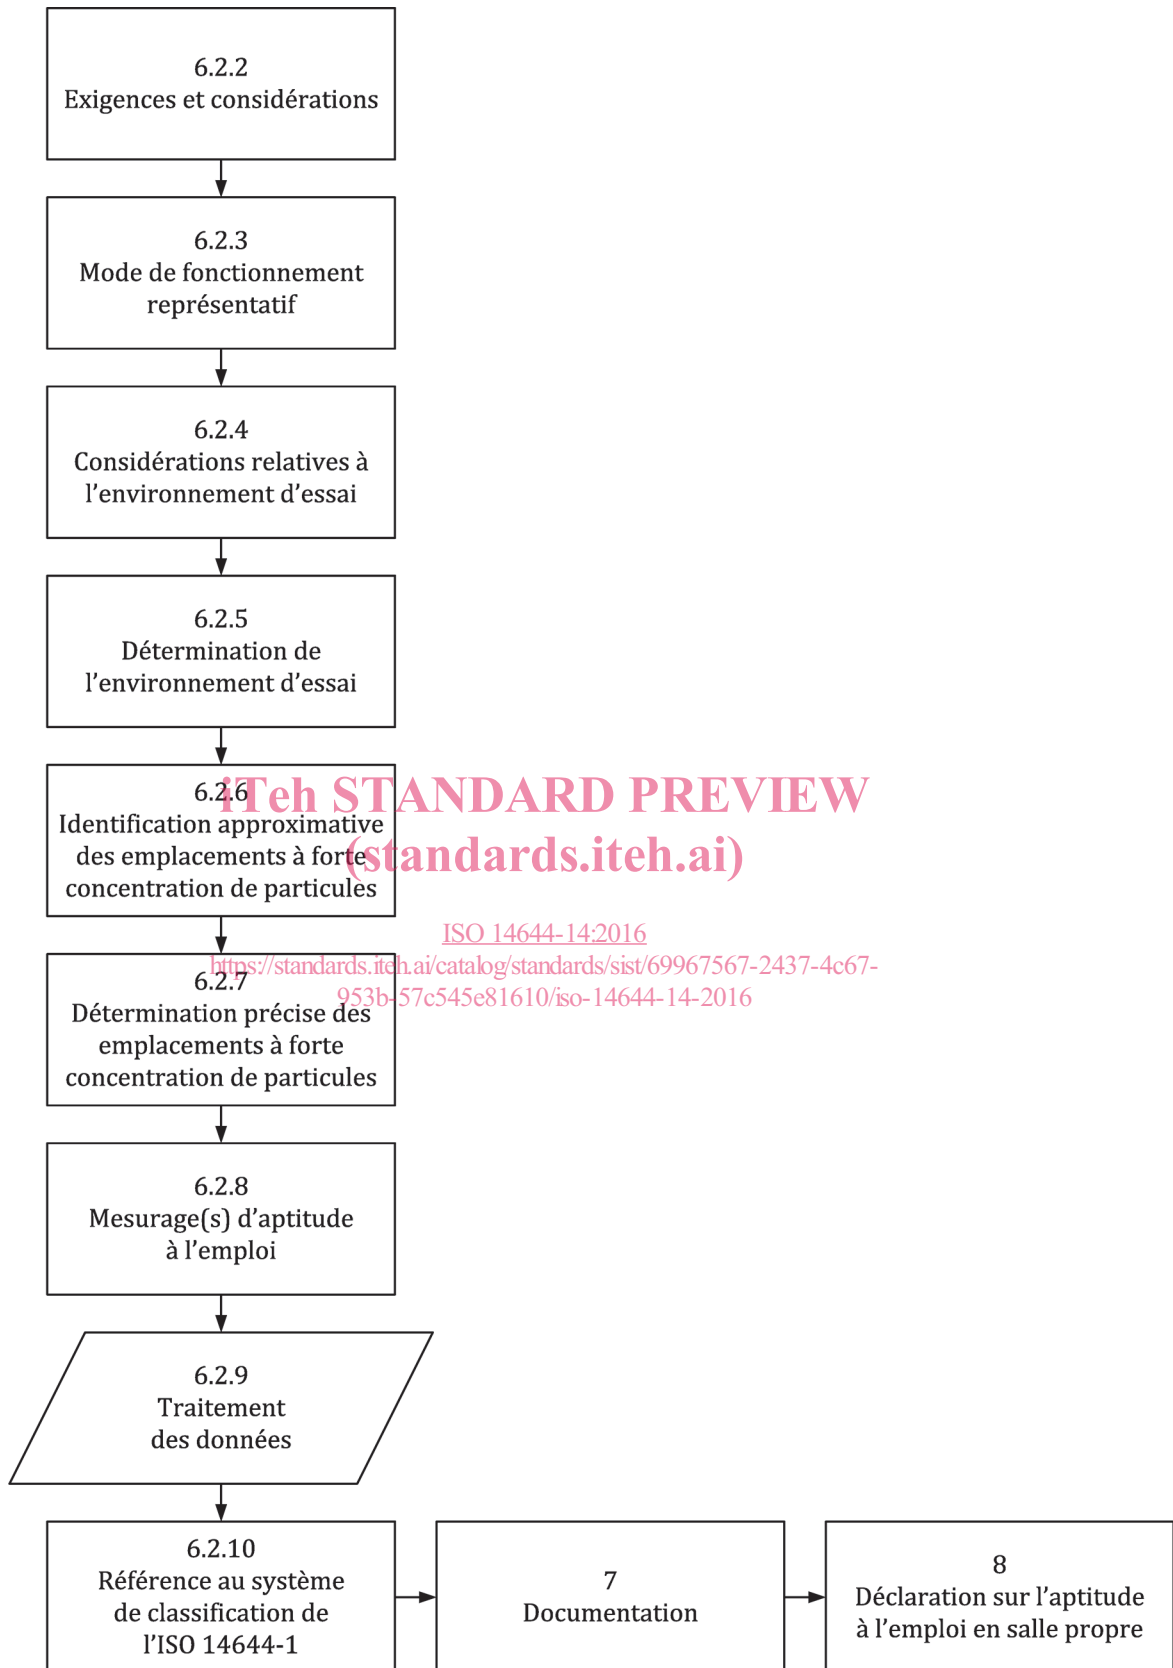 6.2.2
Exigences et considérations
6.2.3
Mode de fonctionnement
représentatif
6.2.4
Considérations relatives à
l’environnement d’essai
6.2.5
Détermination de
l’environnement d’essai
6.2.6
Identification approximative
des emplacements à forte
concentration de particules
iTeh STANDARD PREVIEW
(standards.iteh.ai)
ISO 14644-14:2016
https://standards.iteh.ai/catalog/standards/sist/69967567-2437-4c67-
953b-57c545e81610/iso-14644-14-2016
6.2.7
Détermination précise des
emplacements à forte
concentration de particules
6.2.8
Mesurage(s) d’aptitude
à l’emploi
6.2.9
Traitement
des données
6.2.10
Référence au système
de classification de
l’ISO 14644-1
7
Documentation
8
Déclaration sur l’aptitude
à l’emploi en salle propre